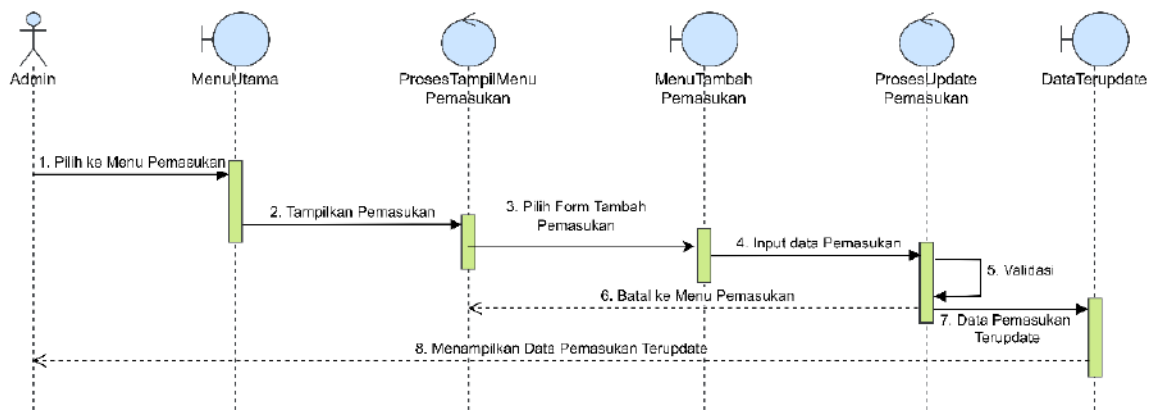 Admin
MenuUtama
ProsesTampilMenu
Pemasukan
MenuTambah
Pemasukan
ProsesUpdate
Pemasukan
DataTerupdate
1. Pilih ke Menu Pemasukan
2. Tampilkan Pemasukan
3. Pilih Form Tambah
Pemasukan
4. Input data Pemasukan
5. Validasi
6. Batal ke Menu Pemasukan
7. Data Pemasukan
Terupdate
8. Menampilkan Data Pemasukan Terupdate